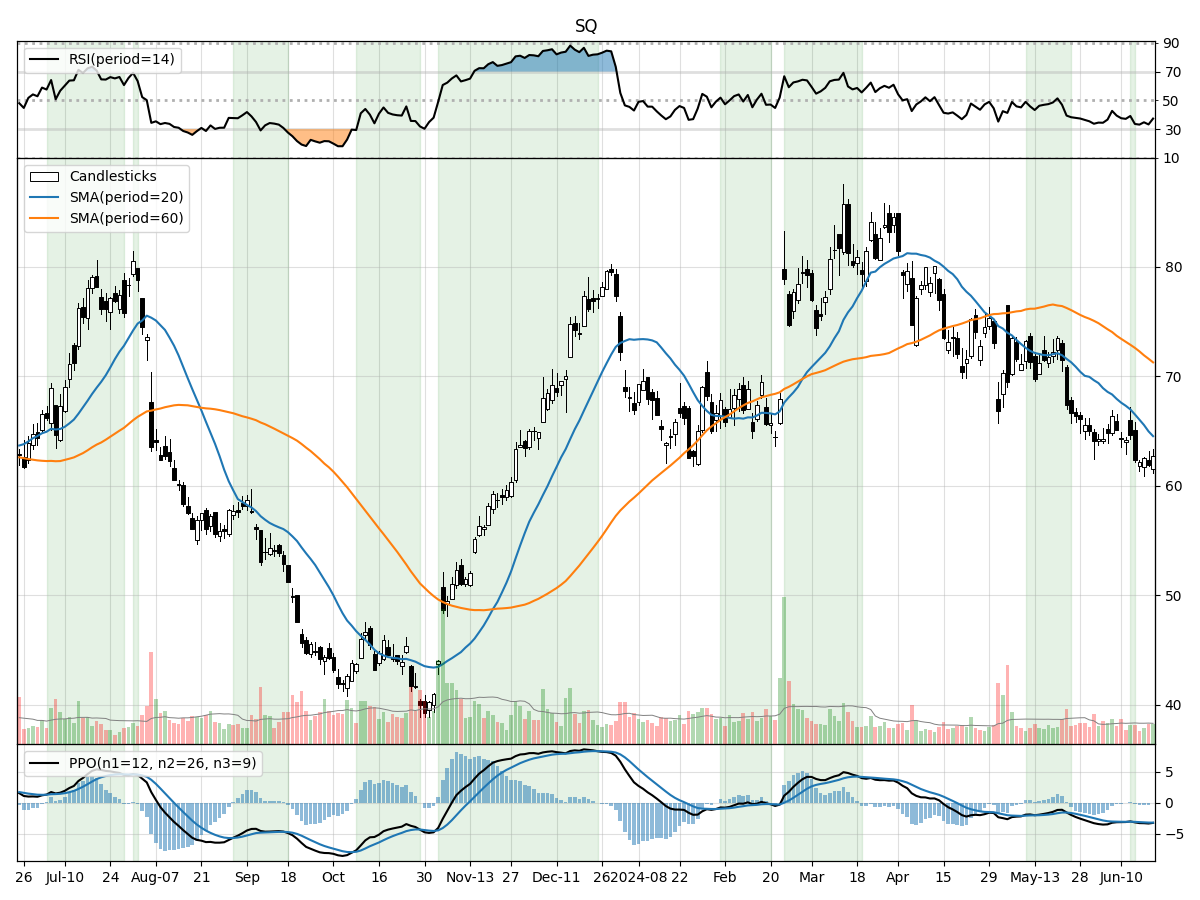 SQ
RSI(period=14)
90
70
50
30
10
Candlesticks
SMA(period=20)
SMA(period=60)
80
70
60
50
40
PPO(n1=12, n2=26, n3=9)
5
0
−5
26 Jul-10 24 Aug-07 21 Sep 18 Oct 16 30 Nov-13 27 Dec-11 26 2024-08 22 Feb 20 Mar 18 Apr 15 29 May-13 28 Jun-10